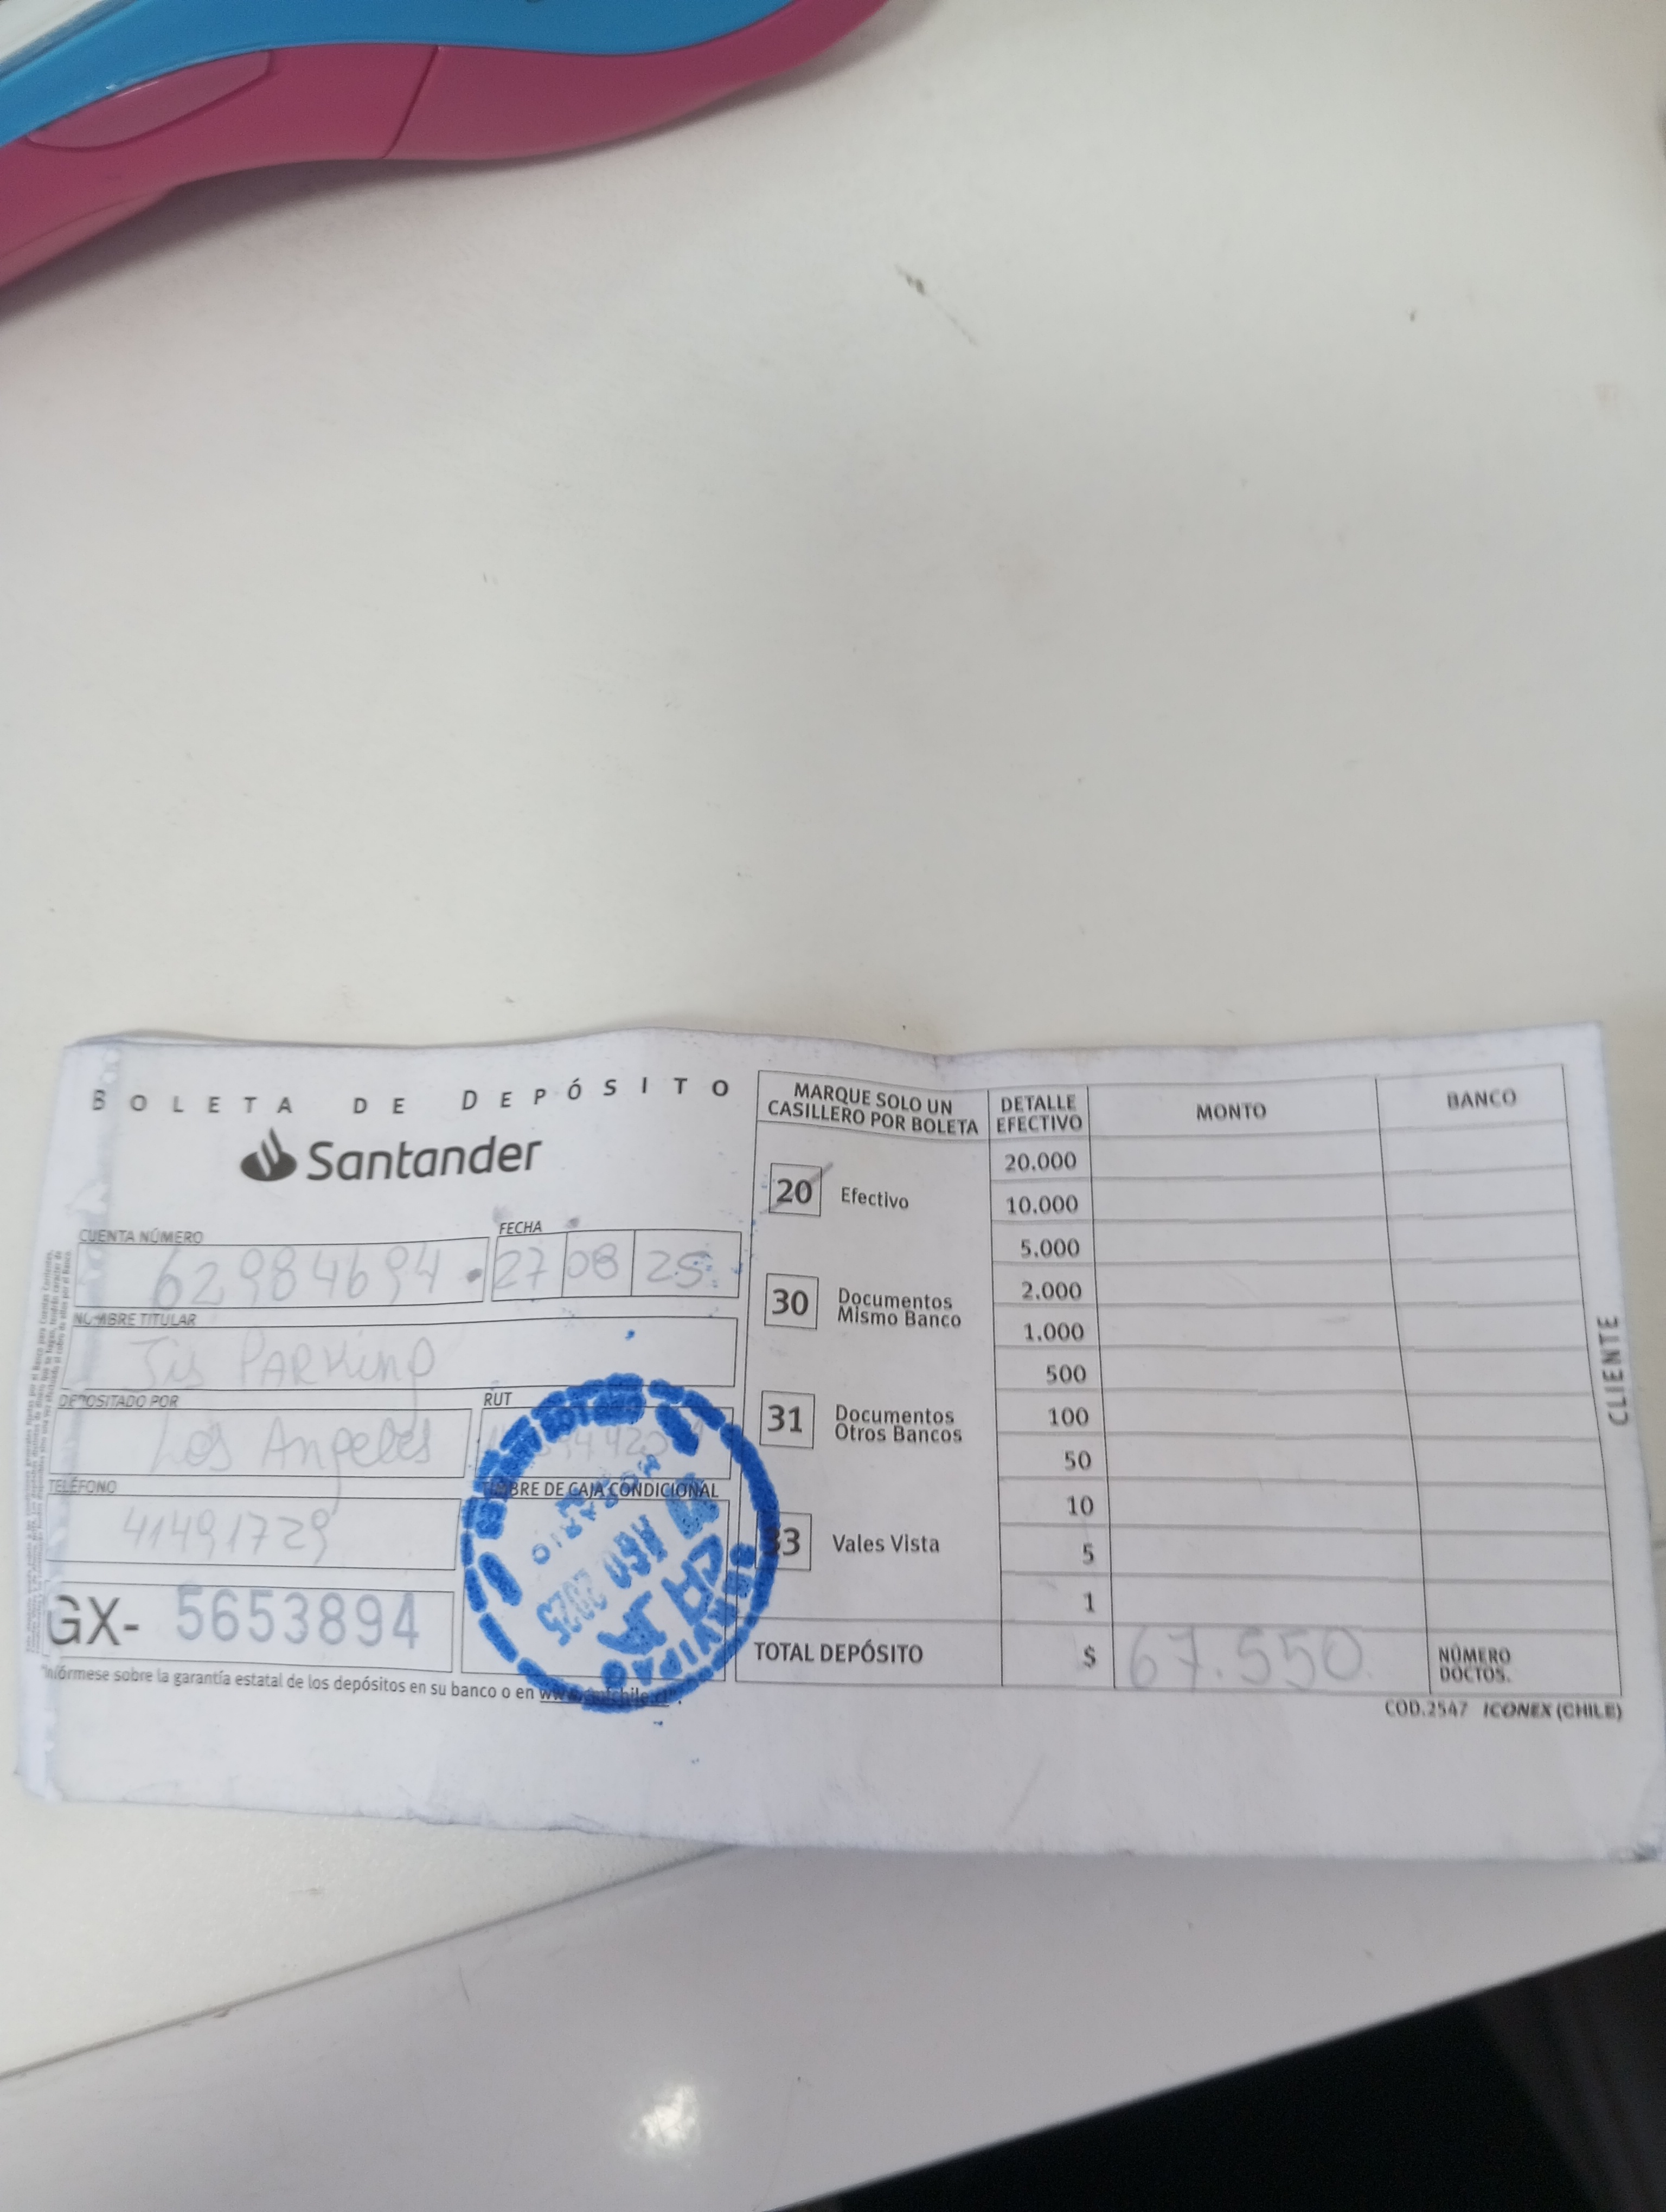 BOLETA DE DEPÓSITO
Santander
CUENTA NÚMERO
62984694
FECHA
27 08 25
NOMBRE TITULAR
Jis PARKING
DEPOSITADO POR
Los Angeles
RUT
TELÉFONO
41491729
TIMBRE DE CAJA CONDICIONAL
GX- 5653894
AGO 2025
CAJA
SERVIPAG
"Infórmese sobre la garantía estatal de los depósitos en su banco o en
MARQUE SOLO UN
CASILLERO POR BOLETA
20 Efectivo
30 Documentos
Mismo Banco
31 Documentos
Otros Bancos
33 Vales Vista
DETALLE
EFECTIVO
MONTO
BANCO
20.000
10.000
5.000
2.000
1.000
500
100
50
10
5
1
TOTAL DEPÓSITO $ 67.550
NÚMERO
DOCTOS.
COD.2547 ICONEX (CHILE)
CLIENTE